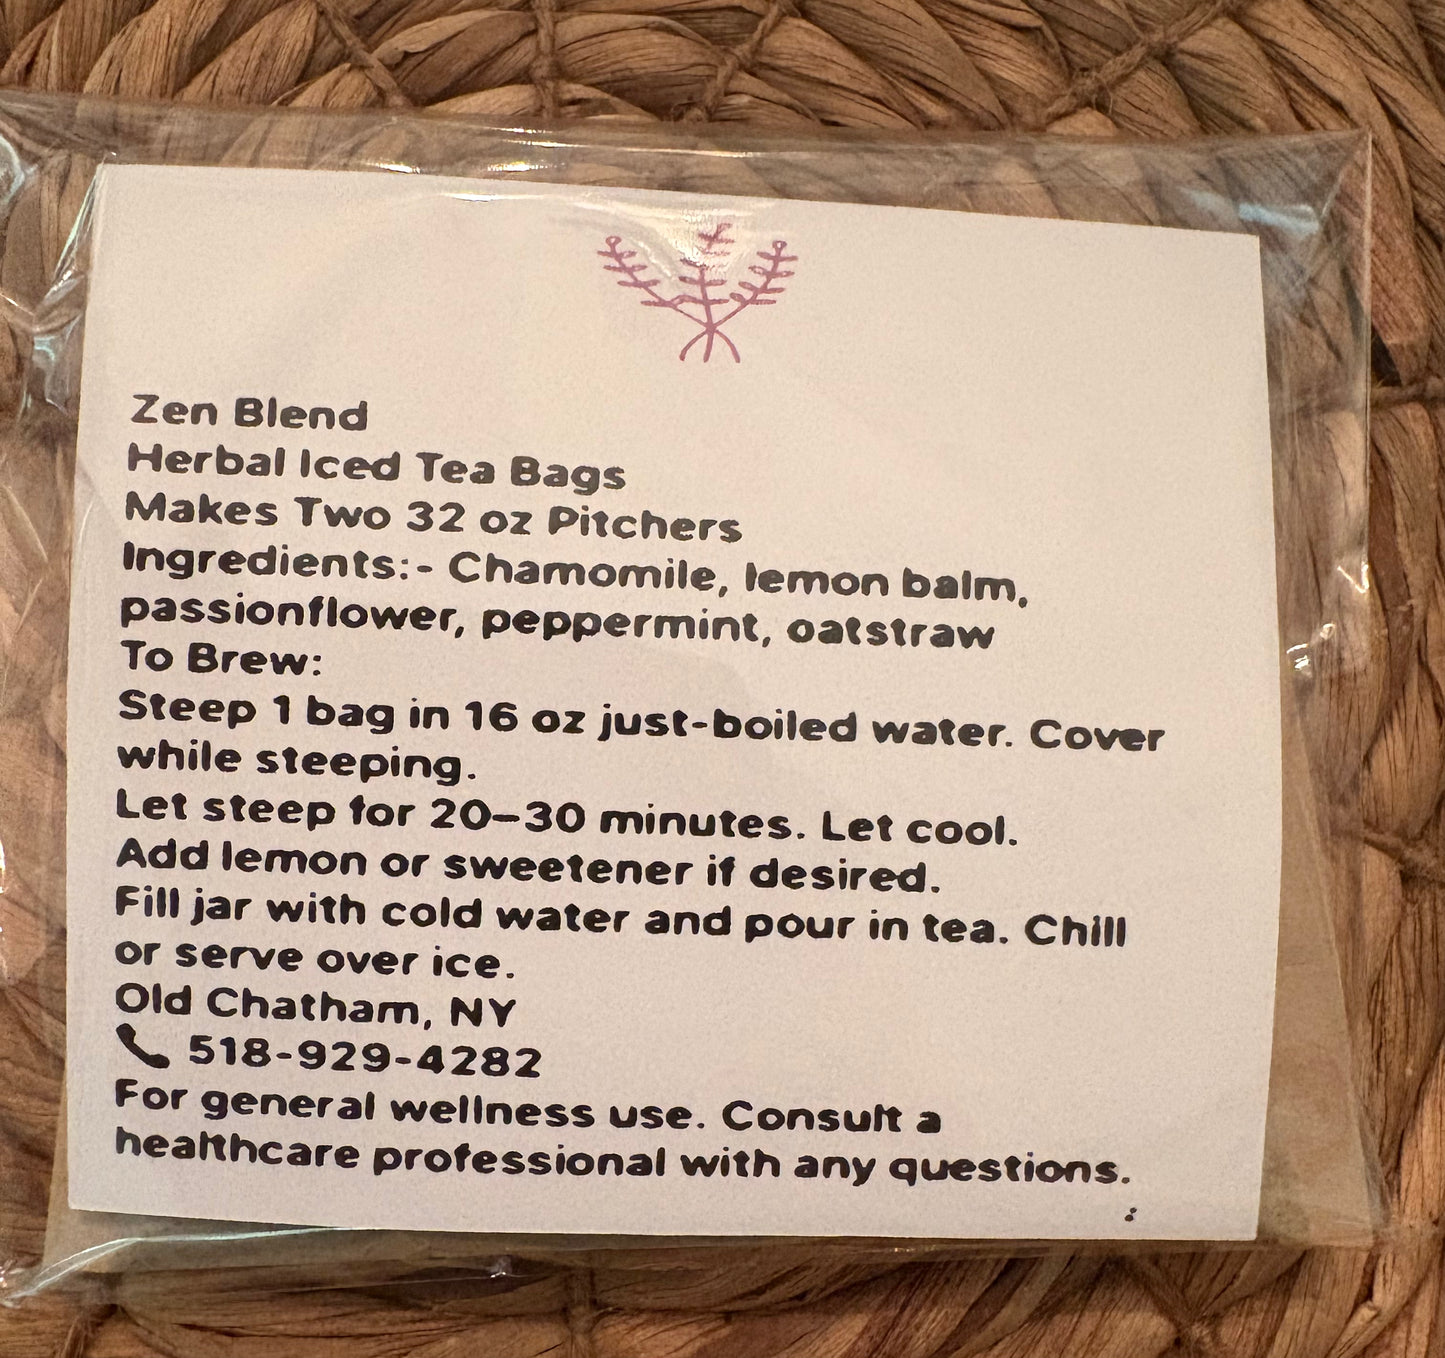 Zen Blend
Herbal Iced Tea Bags
Makes Two 32 oz Pitchers
Ingredients:- Chamomile, lemon balm,
passionflower, peppermint, oatstraw
To Brew:
Steep 1 bag in 16 oz just-boiled water. Cover
while steeping.
Let steep for 20–30 minutes. Let cool.
Add lemon or sweetener if desired.
Fill jar with cold water and pour in tea. Chill
or serve over ice.
Old Chatham, NY
📞 518-929-4282
For general wellness use. Consult a
healthcare professional with any questions.